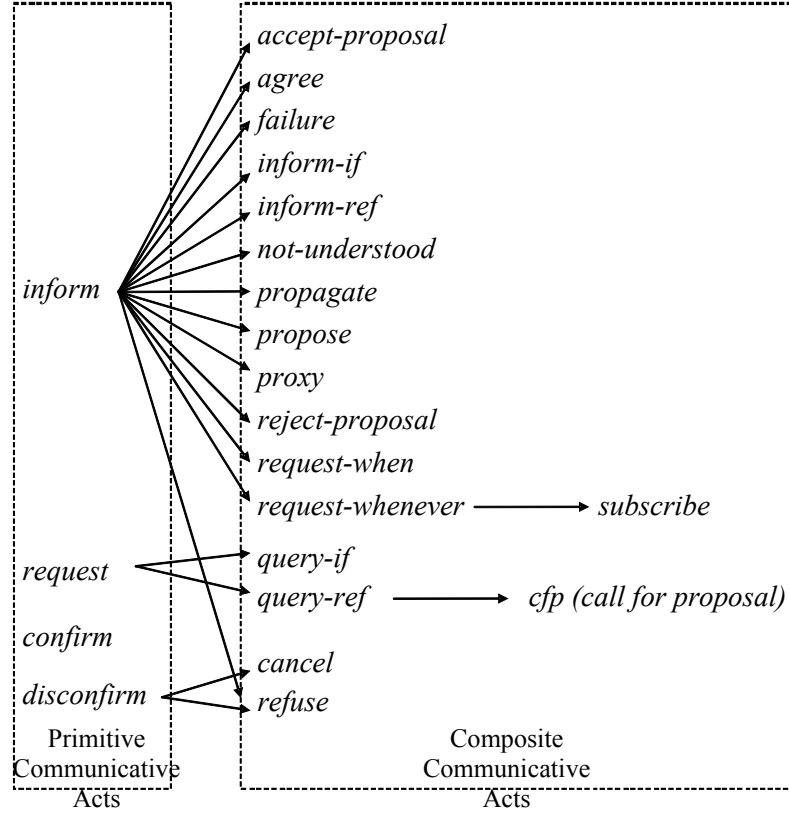 accept-proposal
agree
failure
inform-if
inform-ref
not-understood
inform
propagate
propose
proxy
reject-proposal
request-when
request-whenever subscribe
query-if
request
query-ref cfp (call for proposal)
confirm
cancel
disconfirm
refuse
Primitive
Communicative
Acts
Composite
Communicative
Acts